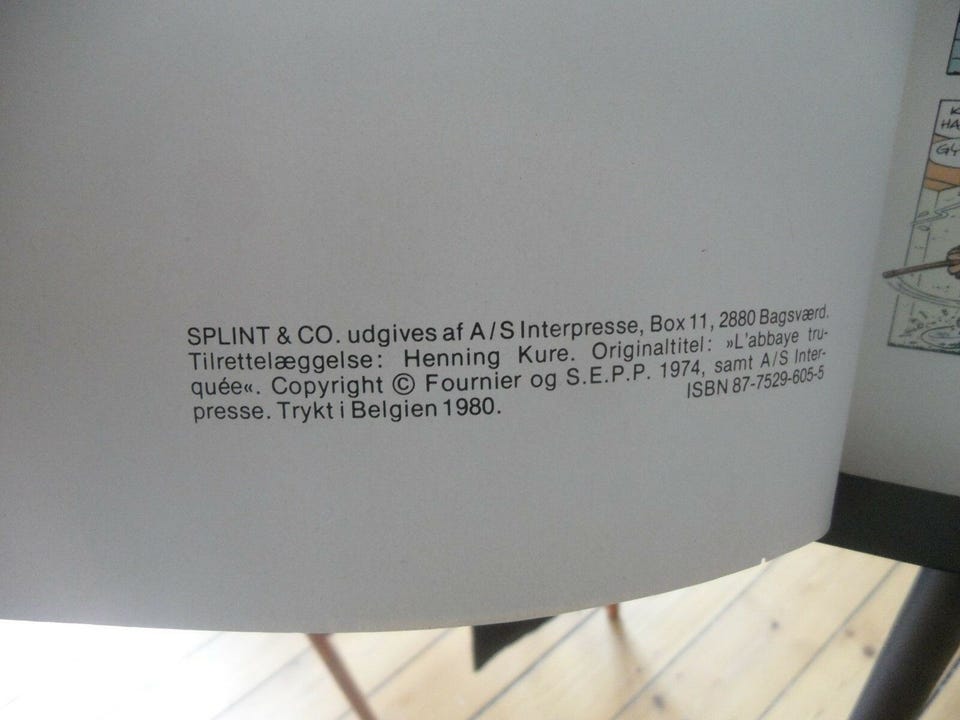 SPLINT & CO. udgives af A/S Interpresse, Box 11, 2880 Bagsværd.
Tilrettelæggelse: Henning Kure. Originaltitel: »L'abbaye tru-
quée«. Copyright © Fournier og S.E.P.P. 1974, samt A/S Inter-
presse. Trykt i Belgien 1980. ISBN 87-7529-605-5